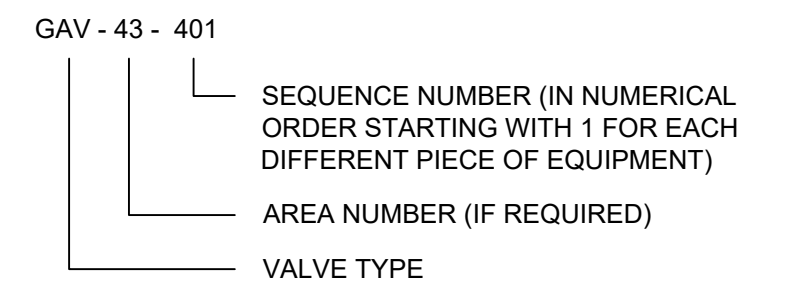 GAV - 43 - 401
SEQUENCE NUMBER (IN NUMERICAL
ORDER STARTING WITH 1 FOR EACH
DIFFERENT PIECE OF EQUIPMENT)
AREA NUMBER (IF REQUIRED)
VALVE TYPE